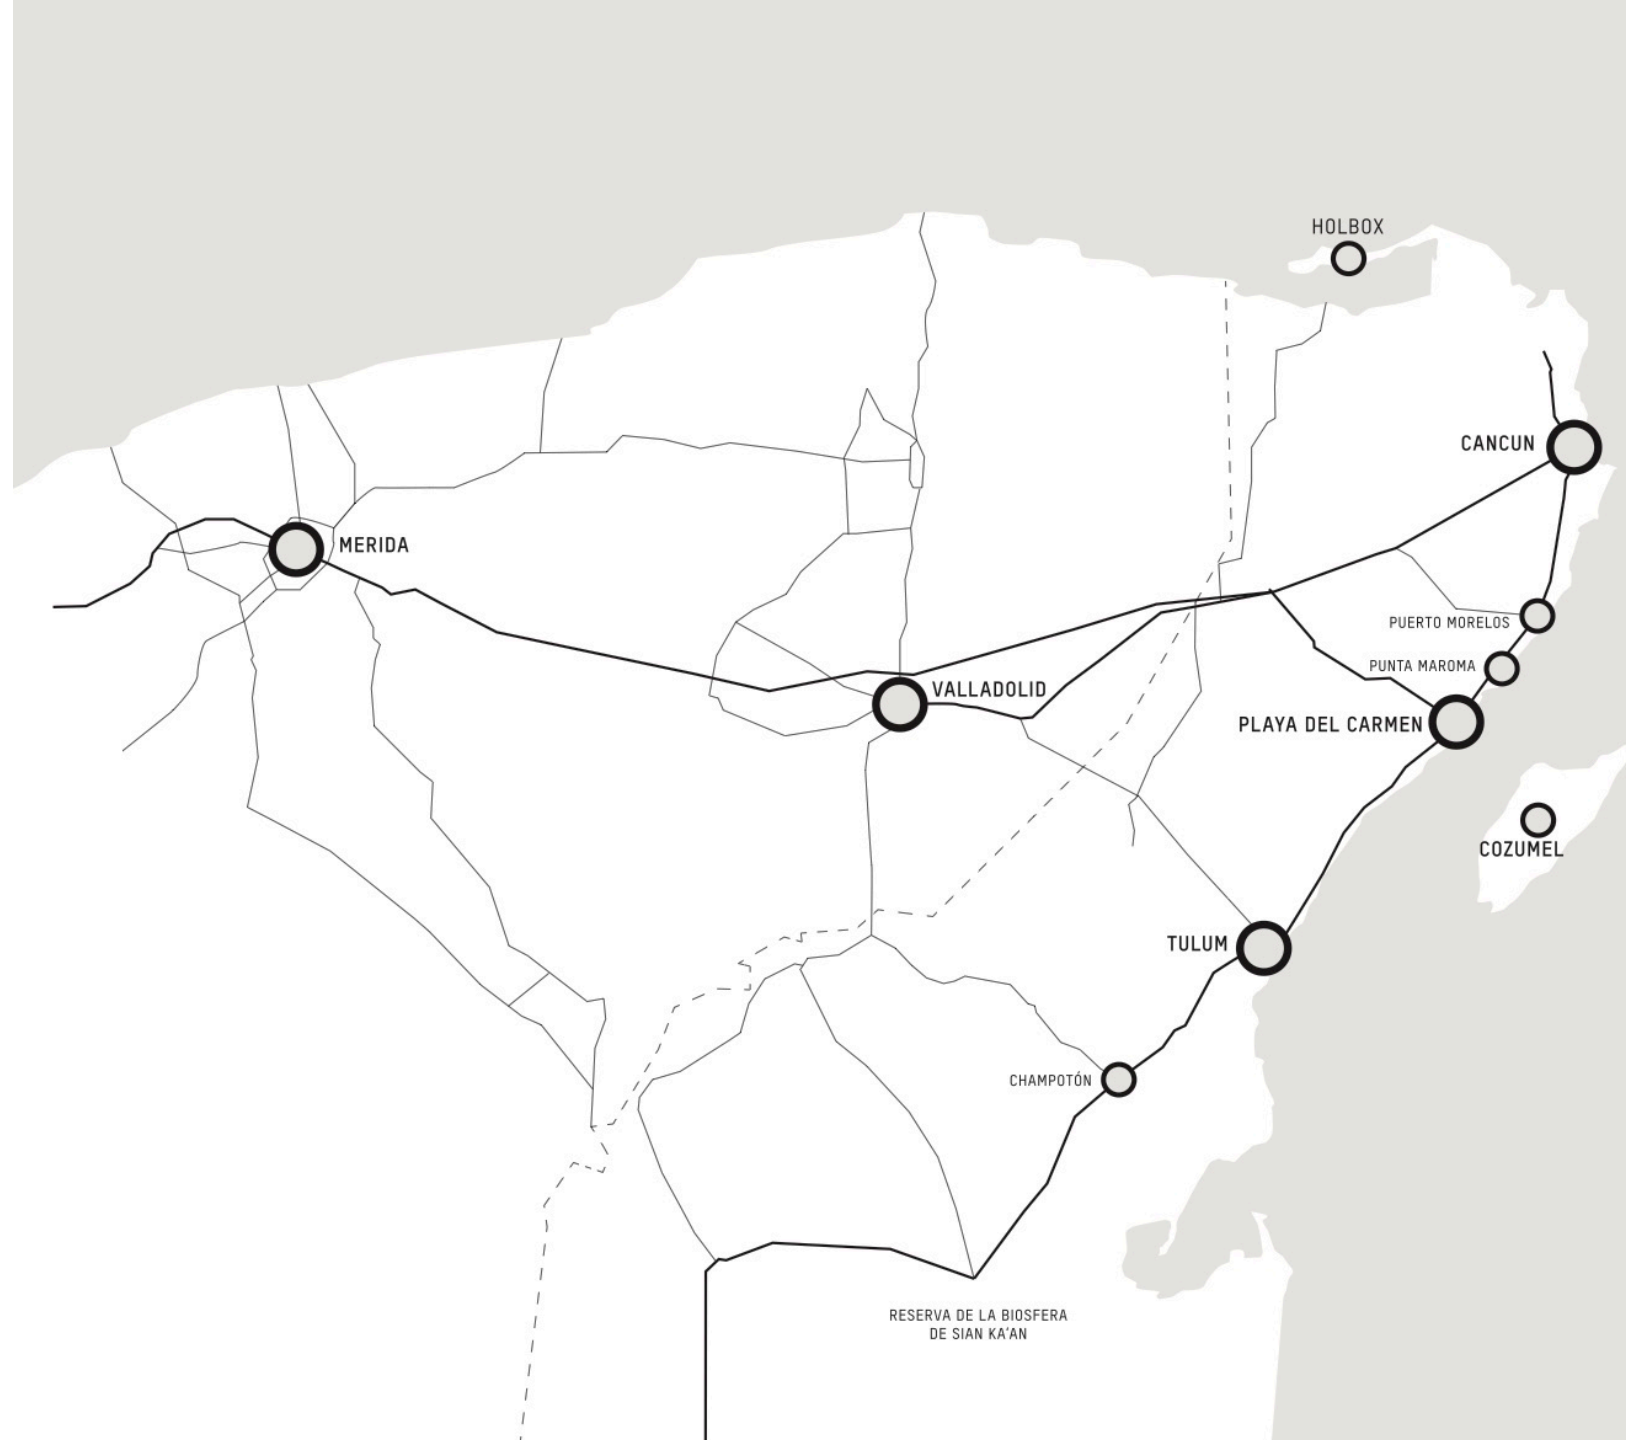 HOLBOX
CANCUN
MERIDA
PUERTO MORELOS
PUNTA MAROMA
VALLADOLID
PLAYA DEL CARMEN
COZUMEL
TULUM
CHAMPOTÓN
RESERVA DE LA BIOSFERA
DE SIAN KA'AN